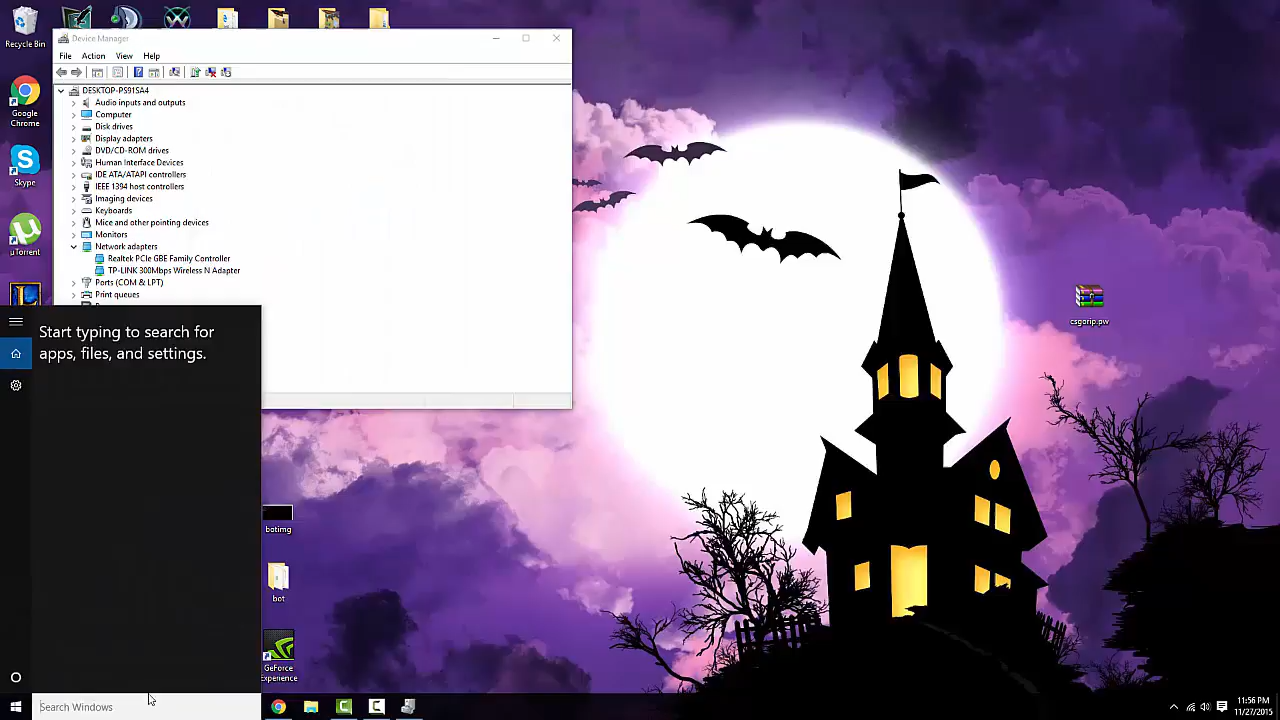 Recycle Bin
Google
Chrome
Skype
µTorrent
Device Manager
File Action View Help
DESKTOP-PS91SA4
Audio inputs and outputs
Computer
Disk drives
Display adapters
DVD/CD-ROM drives
Human Interface Devices
IDE ATA/ATAPI controllers
IEEE 1394 host controllers
Imaging devices
Keyboards
Mice and other pointing devices
Monitors
Network adapters
Realtek PCIe GBE Family Controller
TP-LINK 300Mbps Wireless N Adapter
Ports (COM & LPT)
Print queues
Start typing to search for
apps, files, and settings.
csgorip.pw
botimg
bot
GeForce
Experience
Search Windows
11:56 PM
11/27/2015